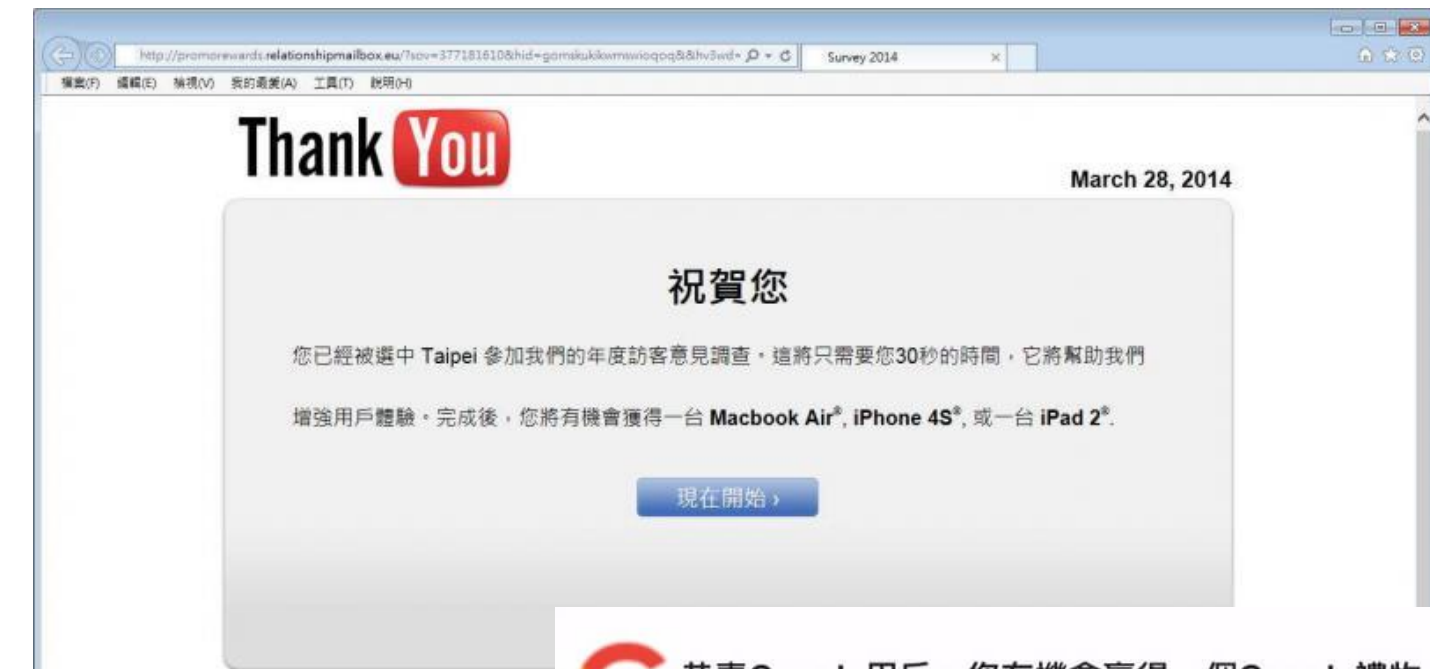 http://promorewards.relationshipmailbox.eu/?sov=377181610&hid=
Survey 2014
檔案(F) 編輯(E) 檢視(V) 我的最愛(A) 工具(T) 說明(H)
Thank You
March 28, 2014
祝賀您
您已經被選中 Taipei 參加我們的年度訪客意見調查。這將只需要您30秒的時間，它將幫助我們
增強用戶體驗。完成後，您將有機會獲得一台 Macbook Air®, iPhone 4S®, 或一台 iPad 2®.
現在開始 ›